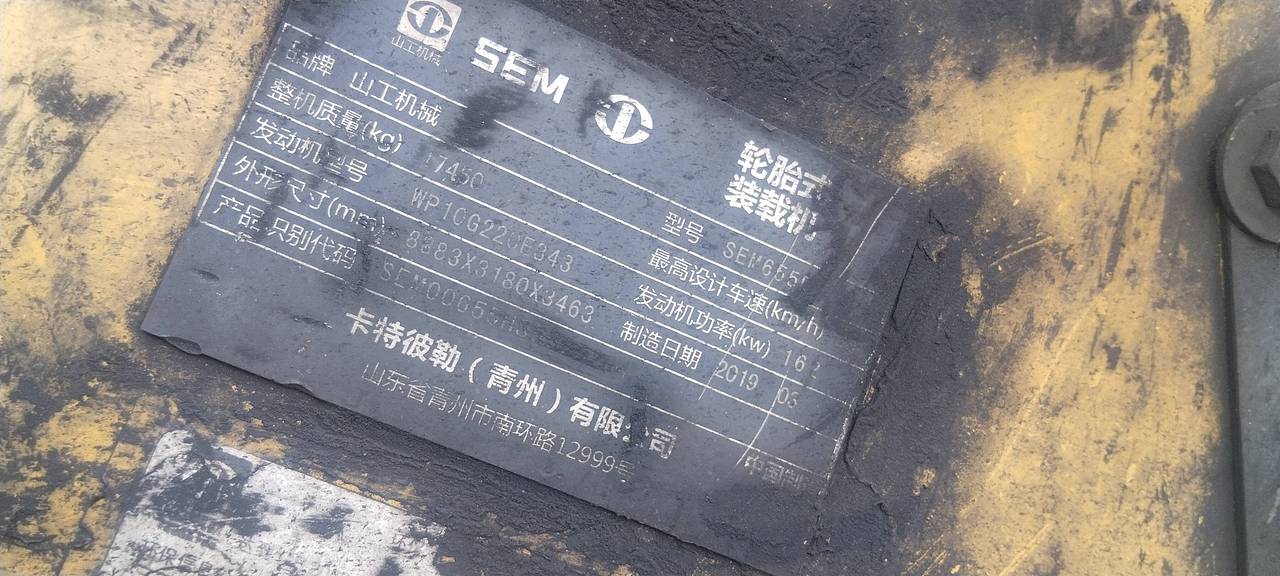 山工机械
SEM
轮胎式
装载机
品牌 山工机械
型号
整机质量(kg) 17450
最高设计车速(km/h)
发动机型号 WP10G220E343
发动机功率(kw) 162
外形尺寸(mm) 8383X3180X3463
制造日期 2019 03
产品识别代码
卡特彼勒（青州）有限公司
山东省青州市南环路12999号
中国制